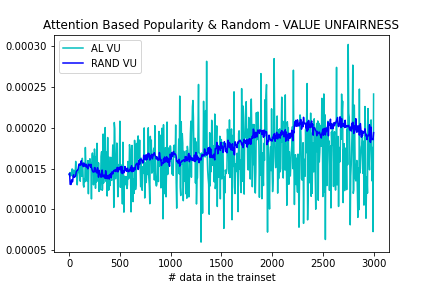 Attention Based Popularity & Random - VALUE UNFAIRNESS
AL VU
RAND VU
0.00030
0.00025
0.00020
0.00015
0.00010
0.00005
0 500 1000 1500 2000 2500 3000
# data in the trainset